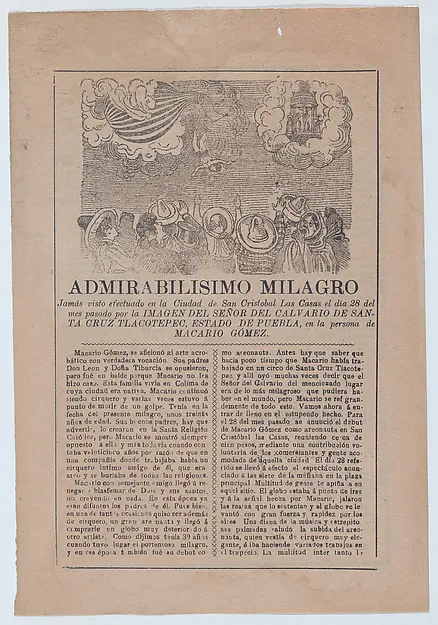 ADMIRABILISIMO MILAGRO
Jamás visto efectuado en la Ciudad de San Cristobal Las Casas el día 28 del
mes pasado por la IMAGEN DEL SEÑOR DEL CALVARIO DE SAN-
TA CRUZ TLACOTEPEC, ESTADO DE PUEBLA, en la persona de
MACARIO GÓMEZ.
Macario Gómez, se aficionó al arte acro-
bático con verdadera vocación. Sus padres
Don Leon y Doña Tiburcia se opusieron,
pero fué en balde porque Macario no les
hizo caso. Esta familia vivía en Colima de
cuya ciudad era nativa. Macario continuó
siendo cirquero y varias veces estuvo á
punto de morir de un golpe. Tenía en la
fecha del presente milagro, unos treinta
años de edad. Sus buenos padres, hay que
advertir, lo crearon en la Santa Religión
Católica, pero Macario se mostró siempre
opuesto á ella y más todavía cuando con-
taba veinticinco años por razón de que en
una compañía donde trabajaba había un
cirquero íntimo amigo de él, que era
ateo y se burlaba de todas las religiones.
Macario con semejante amigo llegó á re-
negar y blasfemar de Dios y sus santos,
no creyendo en nada. En esta época ya
eran difuntos los padres de él. Pues bien,
en una de tantas ocasiones quiso ser además
de cirquero, un gran aeronauta y llegó á
comprarle un globo muy deteriorado á
otro artista. Como dijimos tenía 30 años
cuando tuvo lugar el portentoso milagro,
y en esa época también fué su debut co
mo areonauta. Antes hay que saber que
hacía poco tiempo que Macario había tra-
bajado en un circo de Santa Cruz Tlacote-
pec, y allí oyó muchas veces decir que el
Señor del Calvario del mencionado lugar
era de lo más milagroso que pudiera ha-
ber en el mundo, pero Macario se reía gran-
demente de todo esto. Vamos ahora á en-
trar de lleno en el estupendo hecho. Para
el 28 del mes pasado se anunció el debut
de Macario Gómez como areonauta en San
Cristóbal las Casas, reuniendo cerca de
cien pesos, mediante una contribución vo-
luntaria de los comerciantes y gente aco-
modada de aquella ciudad. El día 28 refe-
rido se llevó á efecto el espectáculo anun-
ciado á las siete de la mañana en la plaza
principal. Multitud de gente se apiña en
aquel sitio. El globo estaba á punto de irse
y á la señal hecha por Macario, jalaron
las reatas que lo sostenían y el globo se le-
vantó con gran fuerza y rapidez por los
aires. Una diana de la música y estrepito-
sas palmadas saludó la subida del areo-
nauta, quien vestía de cirquero muy ele-
gante, é iba haciendo variados trabajos en
el trapecio. La multitud inter tanto le